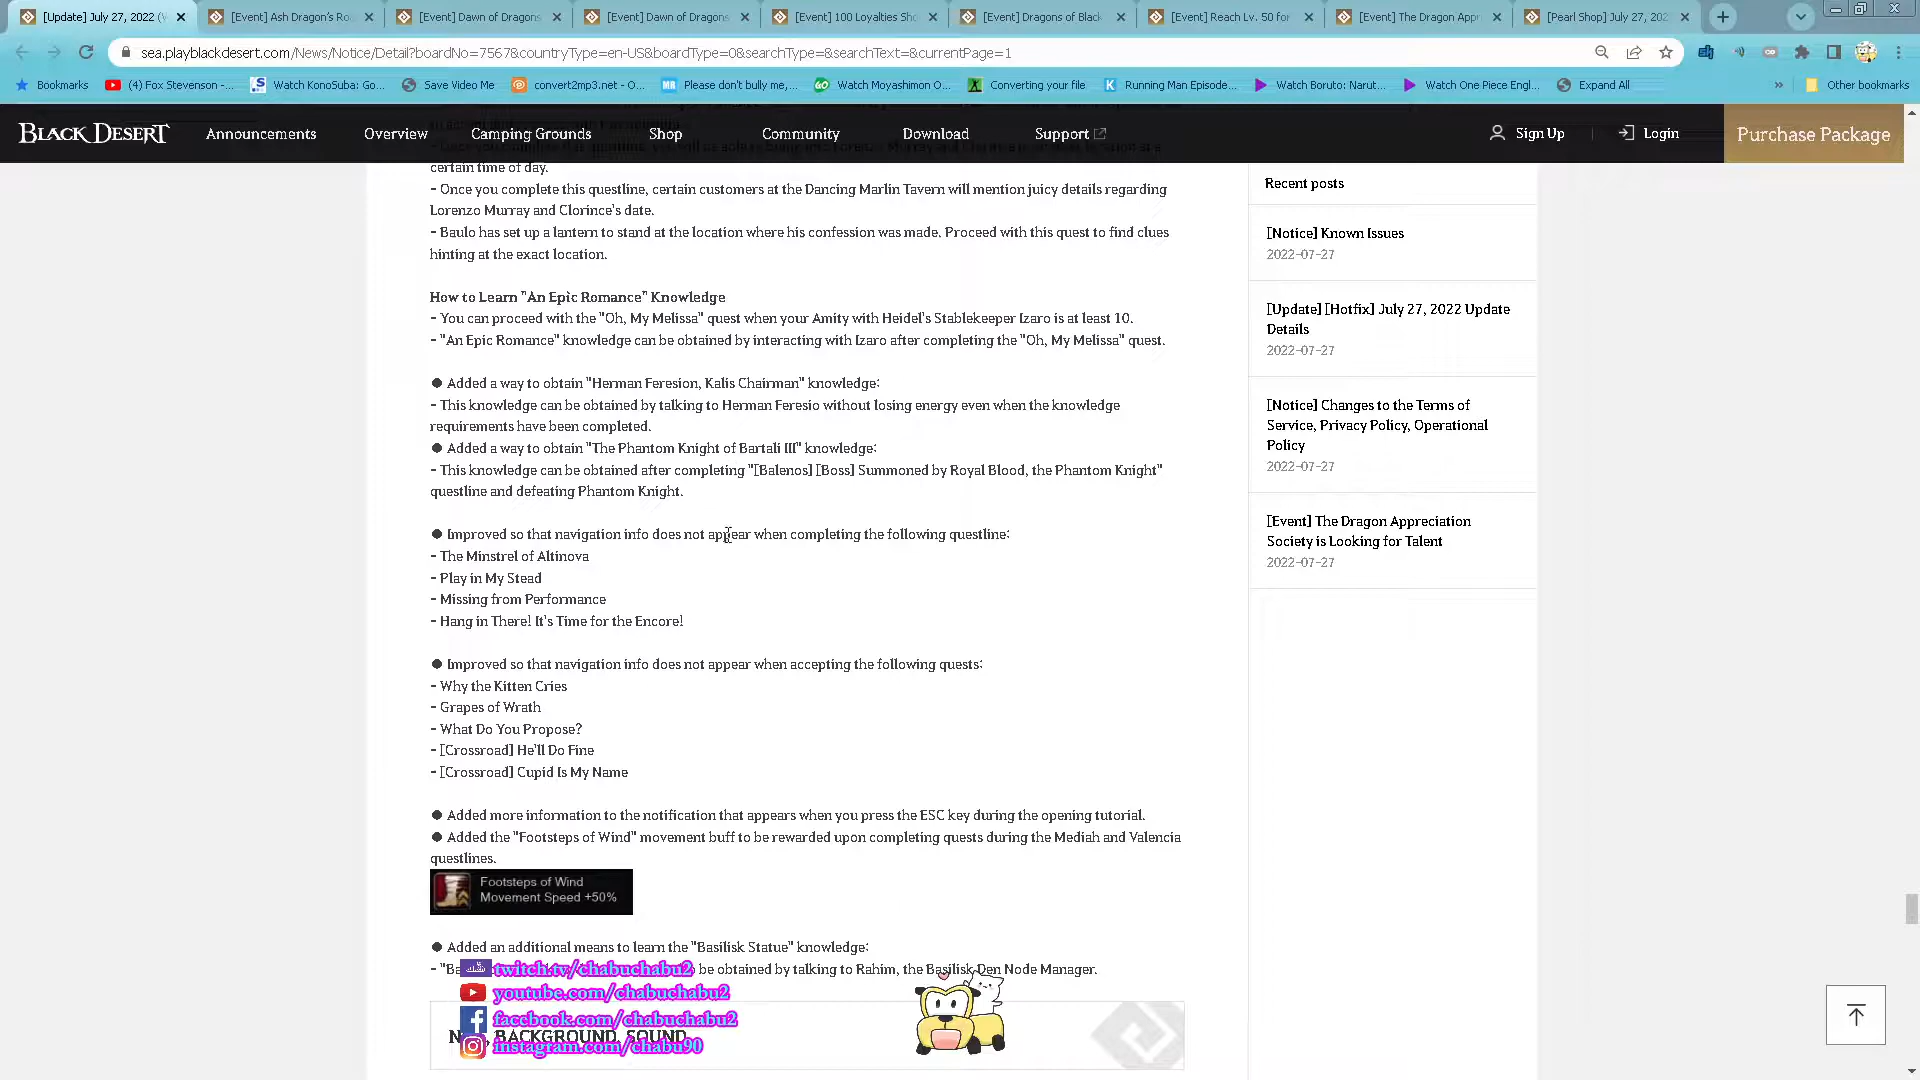 [Update] July 27, 2022 (
[Event] Ash Dragon's Ro
[Event] Dawn of Dragons
[Event] Dawn of Dragons
[Event] 100 Loyalties Sho
[Event] Dragons of Black
[Event] Reach Lv. 50 for
[Event] The Dragon Appr
[Pearl Shop] July 27, 202
sea.playblackdesert.com/News/Notice/Detail?boardNo=7567&countryType=en-US&boardType=0&searchType=&searchText=&currentPage=1
Bookmarks
(4) Fox Stevenson -...
Watch KonoSuba: Go...
Save Video Me
convert2mp3.net - O...
Please don't bully me,...
Watch Moyashimon O...
Converting your file
Running Man Episode...
Watch Boruto: Narut...
Watch One Piece Engl...
Expand All
»
Other bookmarks
BLACK DESERT
Announcements
Overview
Camping Grounds
Shop
Community
Download
Support
Sign Up
Login
Purchase Package
certain time of day.
- Once you complete this questline, certain customers at the Dancing Marlin Tavern will mention juicy details regarding
Lorenzo Murray and Clorince's date.
- Baulo has set up a lantern to stand at the location where his confession was made. Proceed with this quest to find clues
hinting at the exact location.
How to Learn "An Epic Romance" Knowledge
- You can proceed with the "Oh, My Melissa" quest when your Amity with Heidel's Stablekeeper Izaro is at least 10.
- "An Epic Romance" knowledge can be obtained by interacting with Izaro after completing the "Oh, My Melissa" quest.
● Added a way to obtain "Herman Feresion, Kalis Chairman" knowledge:
- This knowledge can be obtained by talking to Herman Feresio without losing energy even when the knowledge
requirements have been completed.
● Added a way to obtain "The Phantom Knight of Bartali III" knowledge:
- This knowledge can be obtained after completing "[Balenos] [Boss] Summoned by Royal Blood, the Phantom Knight"
questline and defeating Phantom Knight.
● Improved so that navigation info does not appear when completing the following questline:
- The Minstrel of Altinova
- Play in My Stead
- Missing from Performance
- Hang in There! It's Time for the Encore!
● Improved so that navigation info does not appear when accepting the following quests:
- Why the Kitten Cries
- Grapes of Wrath
- What Do You Propose?
- [Crossroad] He'll Do Fine
- [Crossroad] Cupid Is My Name
● Added more information to the notification that appears when you press the ESC key during the opening tutorial.
● Added the "Footsteps of Wind" movement buff to be rewarded upon completing quests during the Mediah and Valencia
questlines.
Footsteps of Wind
Movement Speed +50%
● Added an additional means to learn the "Basilisk Statue" knowledge:
- "Ba be obtained by talking to Rahim, the Basilisk Den Node Manager.
twitch.tv/chabuchabu2
youtube.com/chabuchabu2
facebook.com/chabuchabu2
BACKGROUND, SOUND
instagram.com/chabu90
Recent posts
[Notice] Known Issues
2022-07-27
[Update] [Hotfix] July 27, 2022 Update
Details
2022-07-27
[Notice] Changes to the Terms of
Service, Privacy Policy, Operational
Policy
2022-07-27
[Event] The Dragon Appreciation
Society is Looking for Talent
2022-07-27